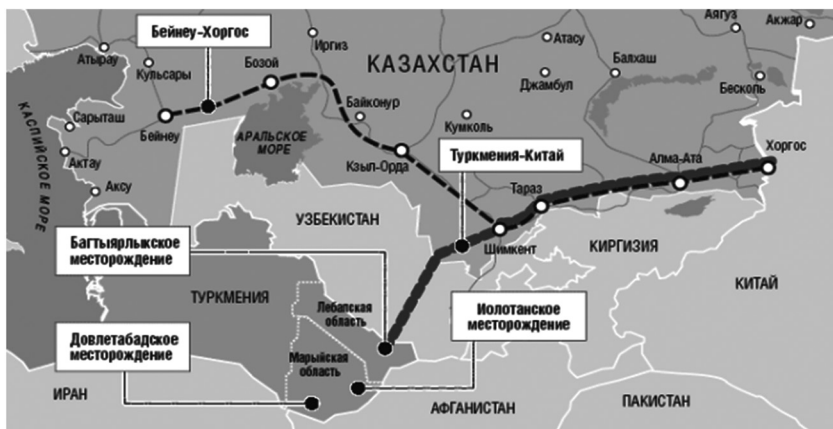 Бейнеу-Хоргос
Иргиз
Атасу
Аягуз
Акжар
Атырау
Кульсары
Бозой
КАЗАХСТАН
Балхаш
Джамбул
Бесколь
КАСПИЙСКОЕ МОРЕ
Сарыташ
Бейнеу
Байконур
Кумколь
АРАЛЬСКОЕ
МОРЕ
Актау
Кзыл-Орда
Туркмения-Китай
Алма-Ата
Хоргос
Аксу
Тараз
УЗБЕКИСТАН
Шимкент
КИРГИЗИЯ
Багтыярлыкское
месторождение
КИТАЙ
ТУРКМЕНИЯ
Лебапская
область
Иолотанское
месторождение
Довлетабадское
месторождение
Марыйская
область
ИРАН
АФГАНИСТАН
ПАКИСТАН